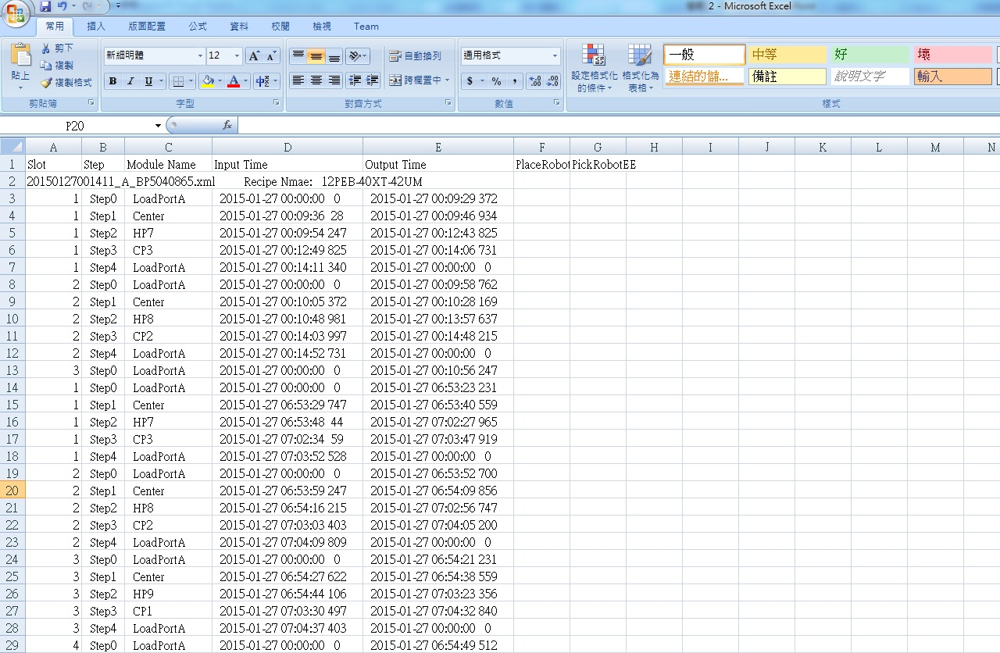 2 - Microsoft Excel
常用 插入 版面配置 公式 資料 校閱 檢視 Team
貼上 剪下 複製 複製格式 剪貼簿
新細明體 12 A A B I U A 中 字型
自動換列 跨欄置中 對齊方式
通用格式 $ % , .00 .00 數值
設定格式化的條件 格式化為表格
一般 中等 好 壞
連結的儲... 備註 說明文字 輸入
樣式
P20 fx
A B C D E F G H I J K L M N
1 Slot Step Module Name Input Time Output Time PlaceRobot PickRobotEE
2 20150127001411_A_BP5040865.xml Recipe Nmae: 12PEB-40XT-42UM
3 1 Step0 LoadPortA 2015-01-27 00:00:00 0 2015-01-27 00:09:29 372
4 1 Step1 Center 2015-01-27 00:09:36 28 2015-01-27 00:09:46 934
5 1 Step2 HP7 2015-01-27 00:09:54 247 2015-01-27 00:12:43 825
6 1 Step3 CP3 2015-01-27 00:12:49 825 2015-01-27 00:14:06 731
7 1 Step4 LoadPortA 2015-01-27 00:14:11 340 2015-01-27 00:00:00 0
8 2 Step0 LoadPortA 2015-01-27 00:00:00 0 2015-01-27 00:09:58 762
9 2 Step1 Center 2015-01-27 00:10:05 372 2015-01-27 00:10:28 169
10 2 Step2 HP8 2015-01-27 00:10:48 981 2015-01-27 00:13:57 637
11 2 Step3 CP2 2015-01-27 00:14:03 997 2015-01-27 00:14:48 215
12 2 Step4 LoadPortA 2015-01-27 00:14:52 731 2015-01-27 00:00:00 0
13 3 Step0 LoadPortA 2015-01-27 00:00:00 0 2015-01-27 00:10:56 247
14 1 Step0 LoadPortA 2015-01-27 00:00:00 0 2015-01-27 06:53:23 231
15 1 Step1 Center 2015-01-27 06:53:29 747 2015-01-27 06:53:40 559
16 1 Step2 HP7 2015-01-27 06:53:48 44 2015-01-27 07:02:27 965
17 1 Step3 CP3 2015-01-27 07:02:34 59 2015-01-27 07:03:47 919
18 1 Step4 LoadPortA 2015-01-27 07:03:52 528 2015-01-27 00:00:00 0
19 2 Step0 LoadPortA 2015-01-27 00:00:00 0 2015-01-27 06:53:52 700
20 2 Step1 Center 2015-01-27 06:53:59 247 2015-01-27 06:54:09 856
21 2 Step2 HP8 2015-01-27 06:54:16 215 2015-01-27 07:02:56 747
22 2 Step3 CP2 2015-01-27 07:03:03 403 2015-01-27 07:04:05 200
23 2 Step4 LoadPortA 2015-01-27 07:04:09 809 2015-01-27 00:00:00 0
24 3 Step0 LoadPortA 2015-01-27 00:00:00 0 2015-01-27 06:54:21 231
25 3 Step1 Center 2015-01-27 06:54:27 622 2015-01-27 06:54:38 559
26 3 Step2 HP9 2015-01-27 06:54:44 106 2015-01-27 07:03:23 356
27 3 Step3 CP1 2015-01-27 07:03:30 497 2015-01-27 07:04:32 840
28 3 Step4 LoadPortA 2015-01-27 07:04:37 403 2015-01-27 00:00:00 0
29 4 Step0 LoadPortA 2015-01-27 00:00:00 0 2015-01-27 06:54:49 512